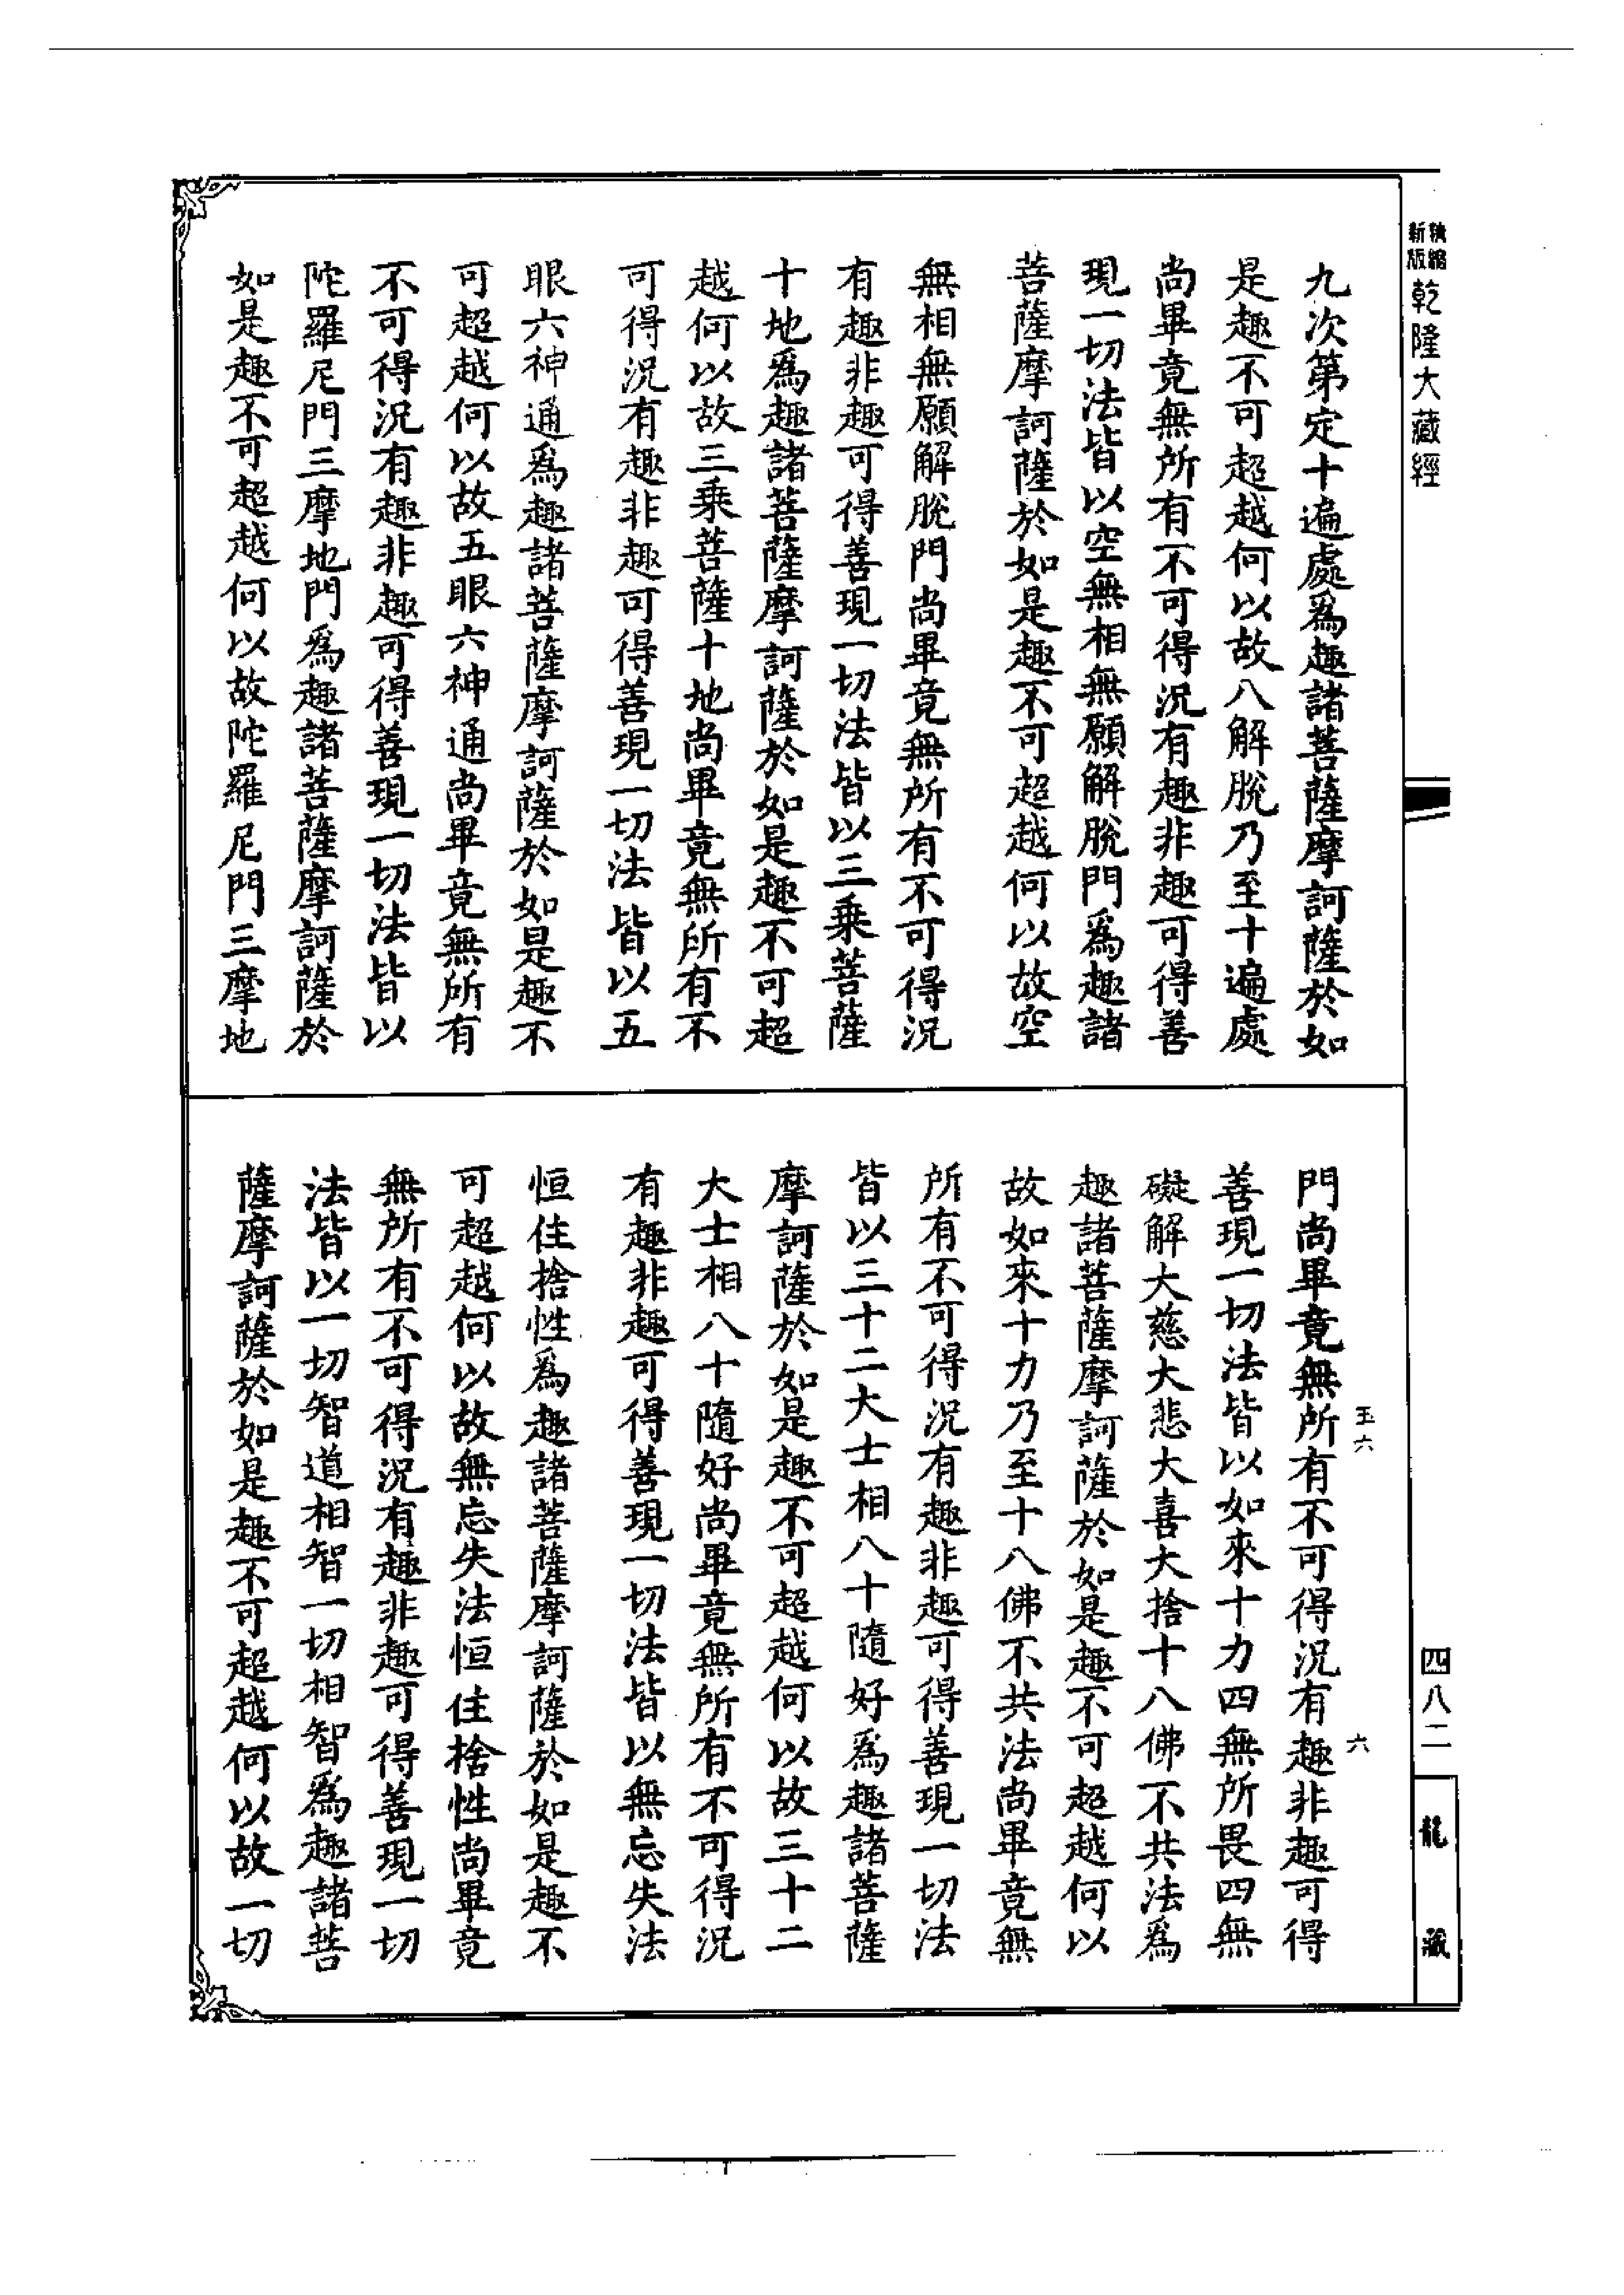 精縮新版乾隆大藏經
九次第定十遍處爲趣諸菩薩摩訶薩於如
是趣不可超越何以故八解脫乃至十遍處
尚畢竟無所有不可得況有趣非趣可得善
現一切法皆以空無相無願解脫門爲趣諸
菩薩摩訶薩於如是趣不可超越何以故空
無相無願解脫門尚畢竟無所有不可得況
有趣非趣可得善現一切法皆以三乘菩薩
十地爲趣諸菩薩摩訶薩於如是趣不可超
越何以故三乘菩薩十地尚畢竟無所有不
可得況有趣非趣可得善現一切法皆以五
眼六神通爲趣諸菩薩摩訶薩於如是趣不
可超越何以故五眼六神通尚畢竟無所有
不可得況有趣非趣可得善現一切法皆以
陀羅尼門三摩地門爲趣諸菩薩摩訶薩於
如是趣不可超越何以故陀羅尼門三摩地
門尚畢竟無所有不可得況有趣非趣可得
善現一切法皆以如來十力四無所畏四無
礙解大慈大悲大喜大捨十八佛不共法爲
趣諸菩薩摩訶薩於如是趣不可超越何以
故如來十力乃至十八佛不共法尚畢竟無
所有不可得況有趣非趣可得善現一切法
皆以三十二大士相八十隨好爲趣諸菩薩
摩訶薩於如是趣不可超越何以故三十二
大士相八十隨好尚畢竟無所有不可得況
有趣非趣可得善現一切法皆以無忘失法
恒住捨性爲趣諸菩薩摩訶薩於如是趣不
可超越何以故無忘失法恒住捨性尚畢竟
無所有不可得況有趣非趣可得善現一切
法皆以一切智道相智一切相智爲趣諸菩
薩摩訶薩於如是趣不可超越何以故一切
玉六
六
四八二
龍藏